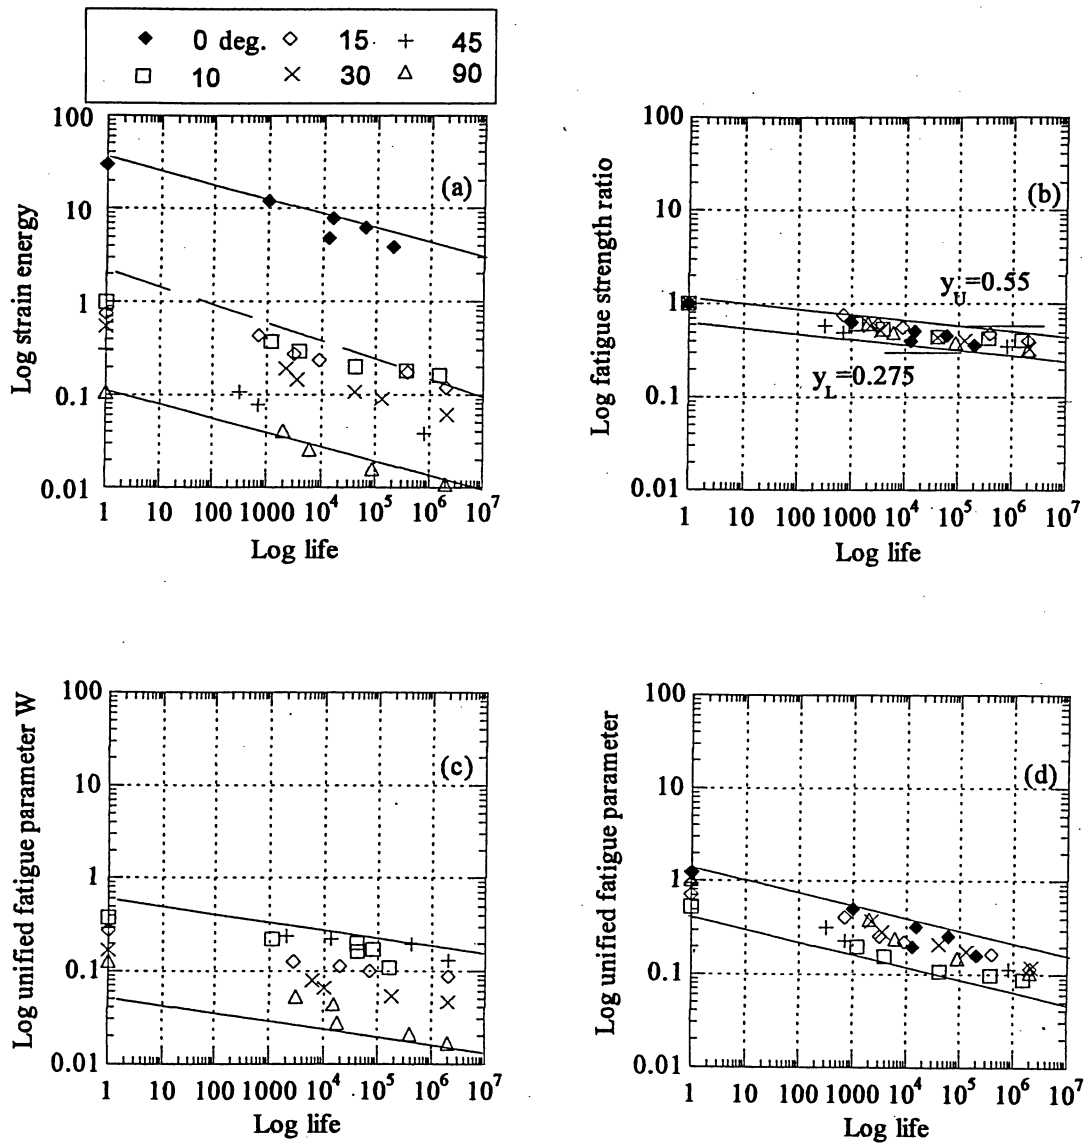 0 deg. 15 45
10 30 90
(a)
100
10
1
0.1
0.01
Log strain energy
1 10 100 1000 10⁴ 10⁵ 10⁶ 10⁷
Log life
(b)
100
10
1
0.1
0.01
Log fatigue strength ratio
y_U=0.55
y_L=0.275
1 10 100 1000 10⁴ 10⁵ 10⁶ 10⁷
Log life
(c)
100
10
1
0.1
0.01
Log unified fatigue parameter W
1 10 100 1000 10⁴ 10⁵ 10⁶ 10⁷
Log life
(d)
100
10
1
0.1
0.01
Log unified fatigue parameter
1 10 100 1000 10⁴ 10⁵ 10⁶ 10⁷
Log life